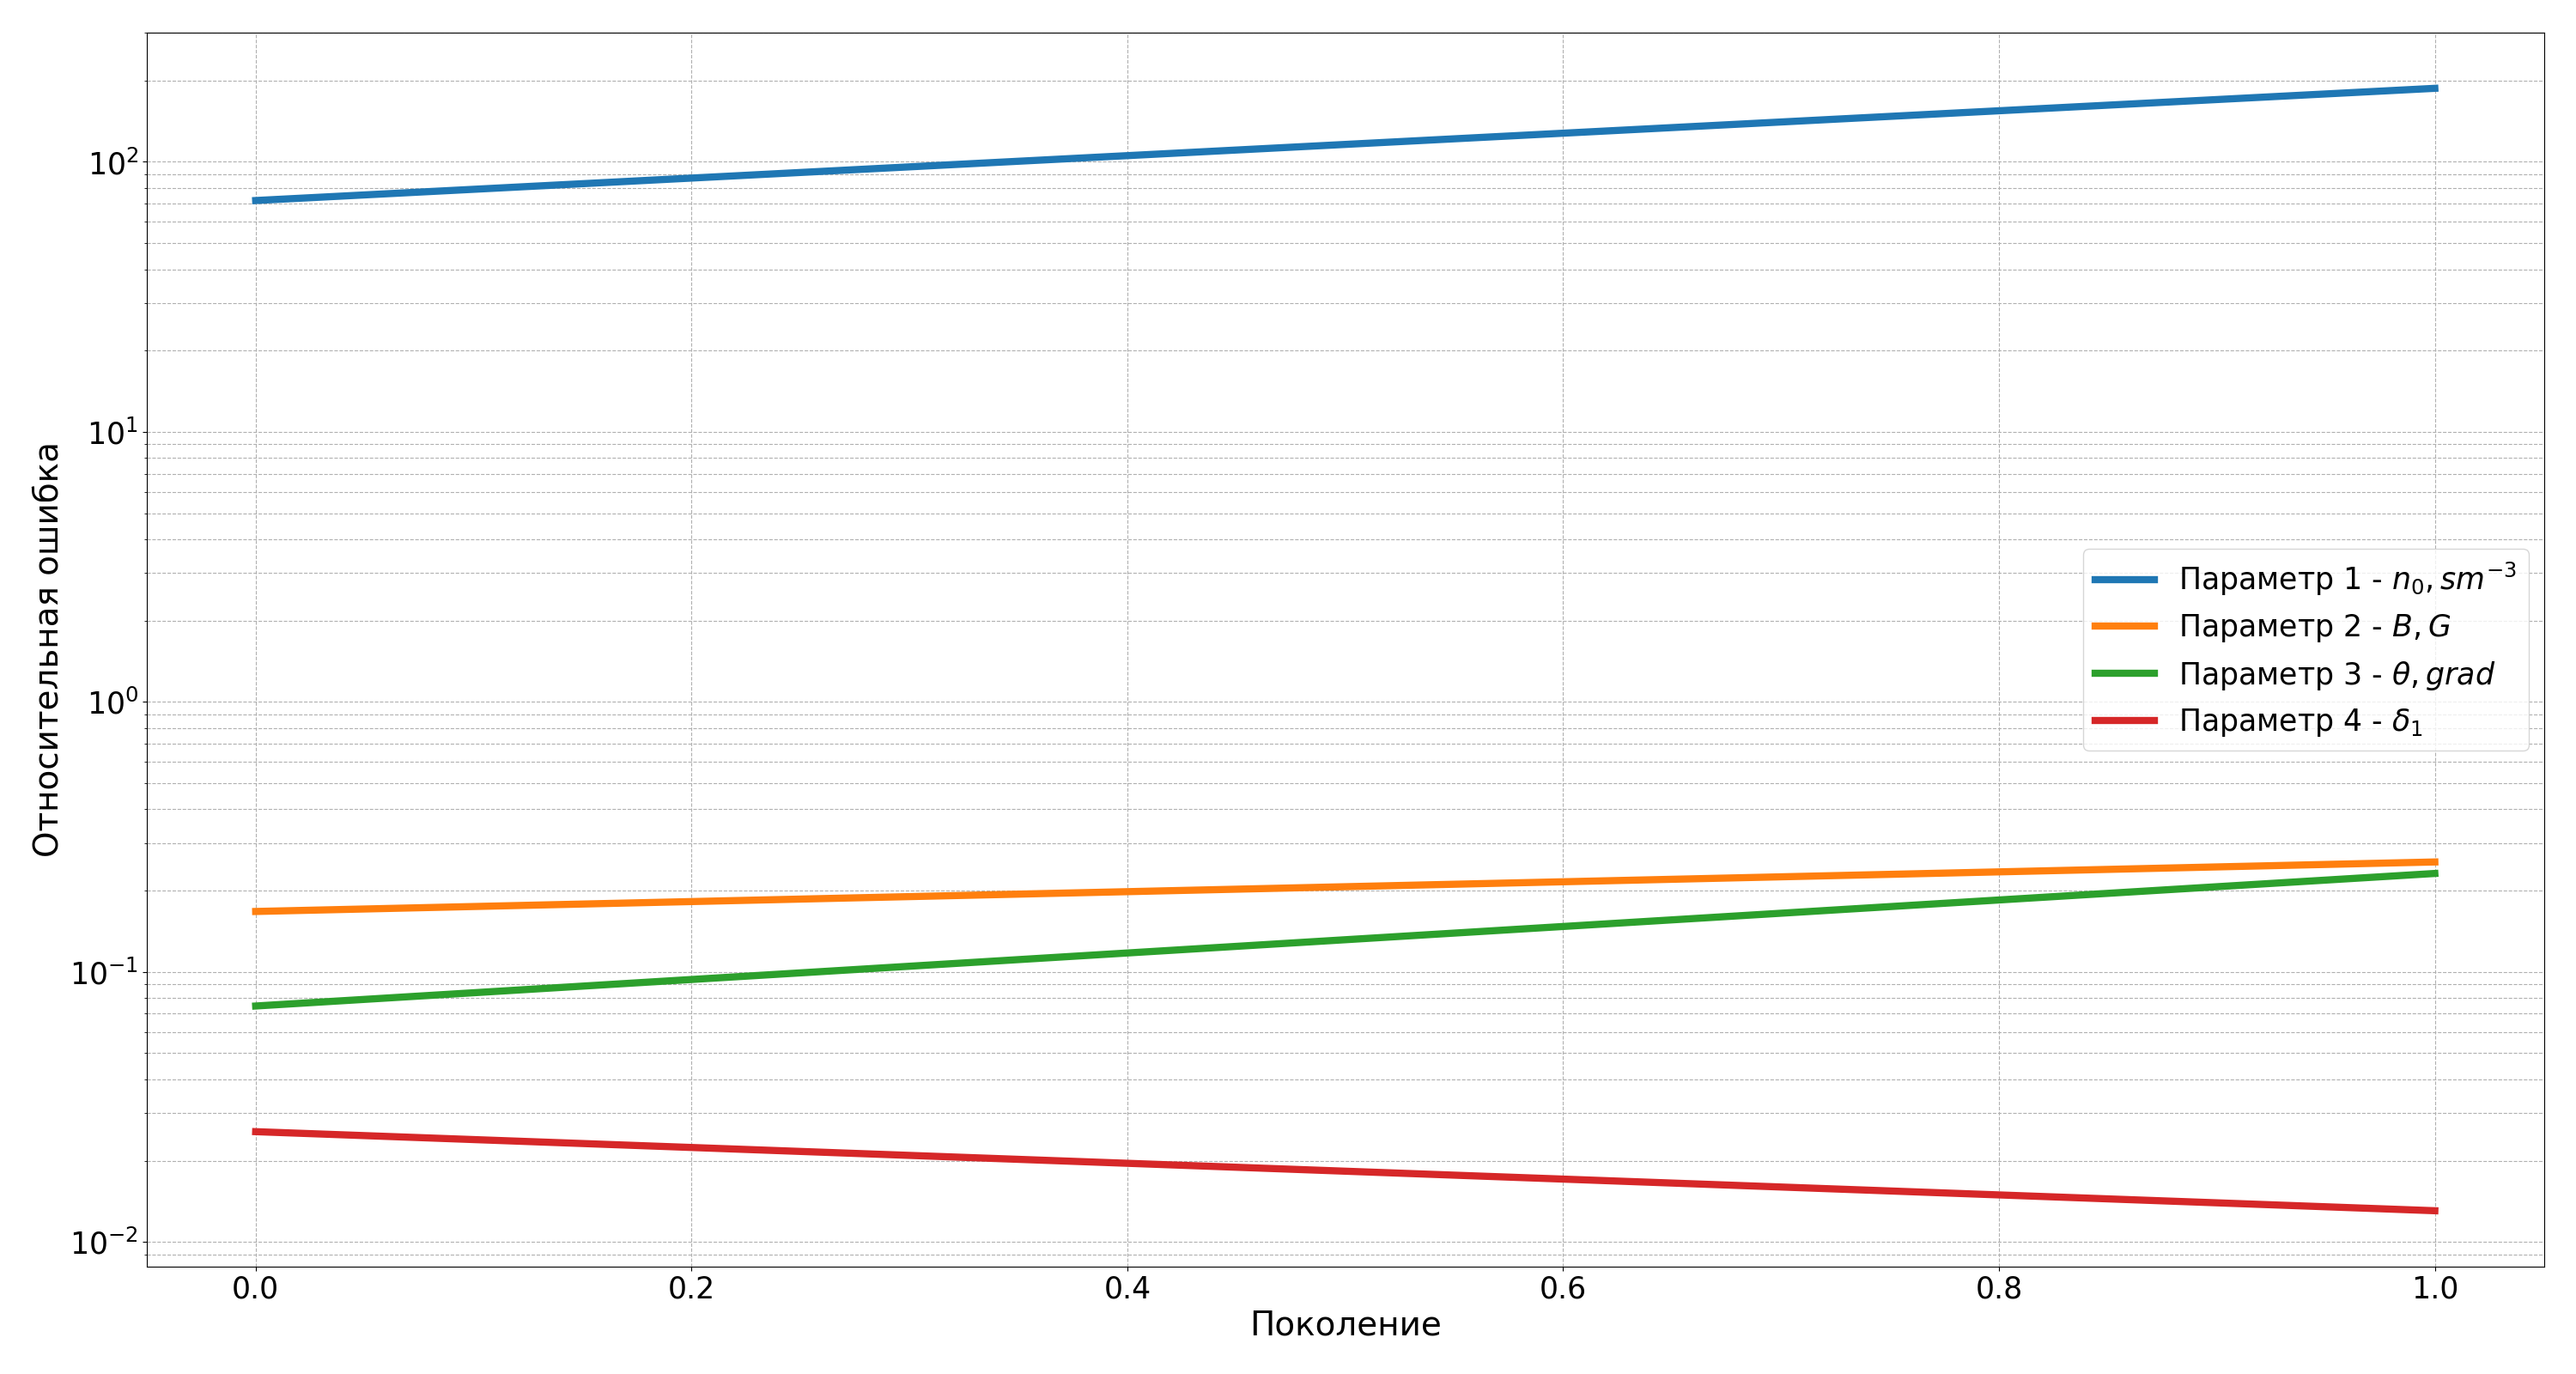 Относительная ошибка
10²
10¹
10⁰
10⁻¹
10⁻²
Параметр 1 - n₀, sm⁻³
Параметр 2 - B, G
Параметр 3 - θ, grad
Параметр 4 - δ₁
0.0 0.2 0.4 0.6 0.8 1.0
Поколение